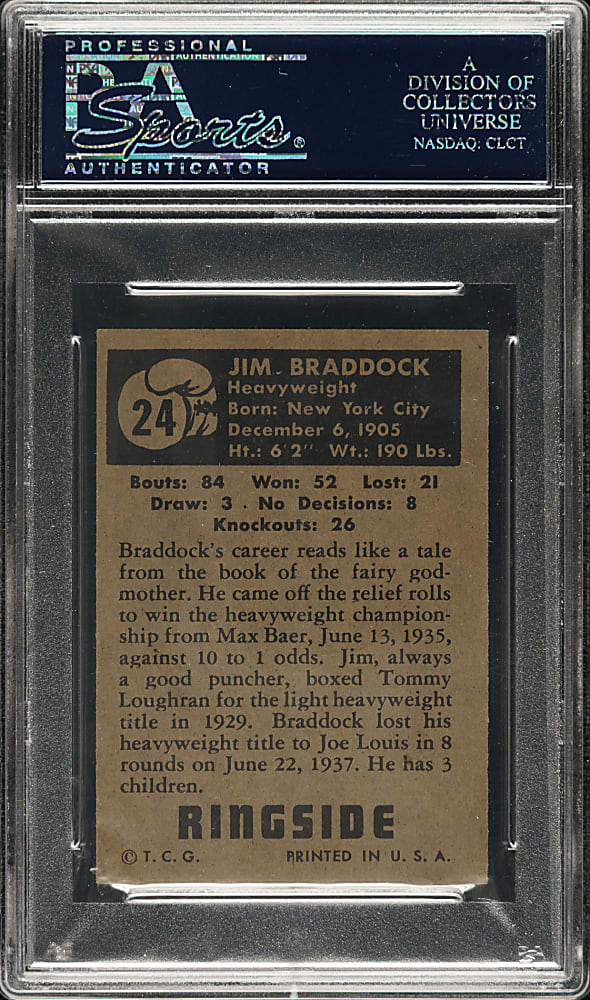 PROFESSIONAL
PSA
Sports®
AUTHENTICATOR
A
DIVISION OF
COLLECTORS
UNIVERSE
NASDAQ: CLCT
24
JIM BRADDOCK
Heavyweight
Born: New York City
December 6, 1905
Ht.: 6'2" Wt.: 190 Lbs.
Bouts: 84 Won: 52 Lost: 21
Draw: 3 . No Decisions: 8
Knockouts: 26
Braddock's career reads like a tale
from the book of the fairy god-
mother. He came off the relief rolls
to win the heavyweight champion-
ship from Max Baer, June 13, 1935,
against 10 to 1 odds. Jim, always
a good puncher, boxed Tommy
Loughran for the light heavyweight
title in 1929. Braddock lost his
heavyweight title to Joe Louis in 8
rounds on June 22, 1937. He has 3
children.
RINGSIDE
© T. C. G. PRINTED IN U. S. A.